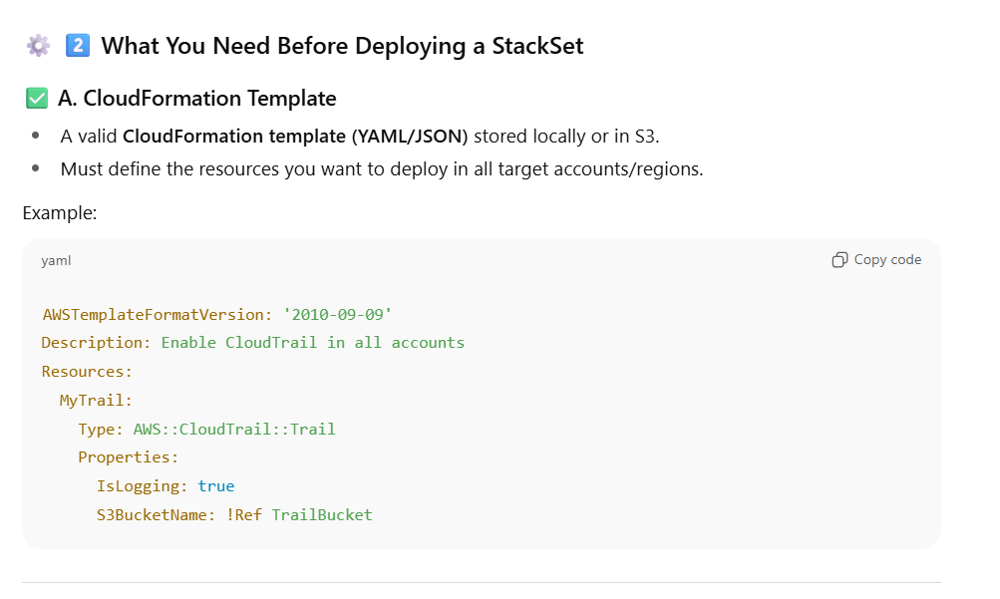 ⚙️ 2️⃣ What You Need Before Deploying a StackSet
✅ A. CloudFormation Template
• A valid CloudFormation template (YAML/JSON) stored locally or in S3.
• Must define the resources you want to deploy in all target accounts/regions.
Example:
yaml
Copy code
AWSTemplateFormatVersion: '2010-09-09'
Description: Enable CloudTrail in all accounts
Resources:
  MyTrail:
    Type: AWS::CloudTrail::Trail
    Properties:
      IsLogging: true
      S3BucketName: !Ref TrailBucket